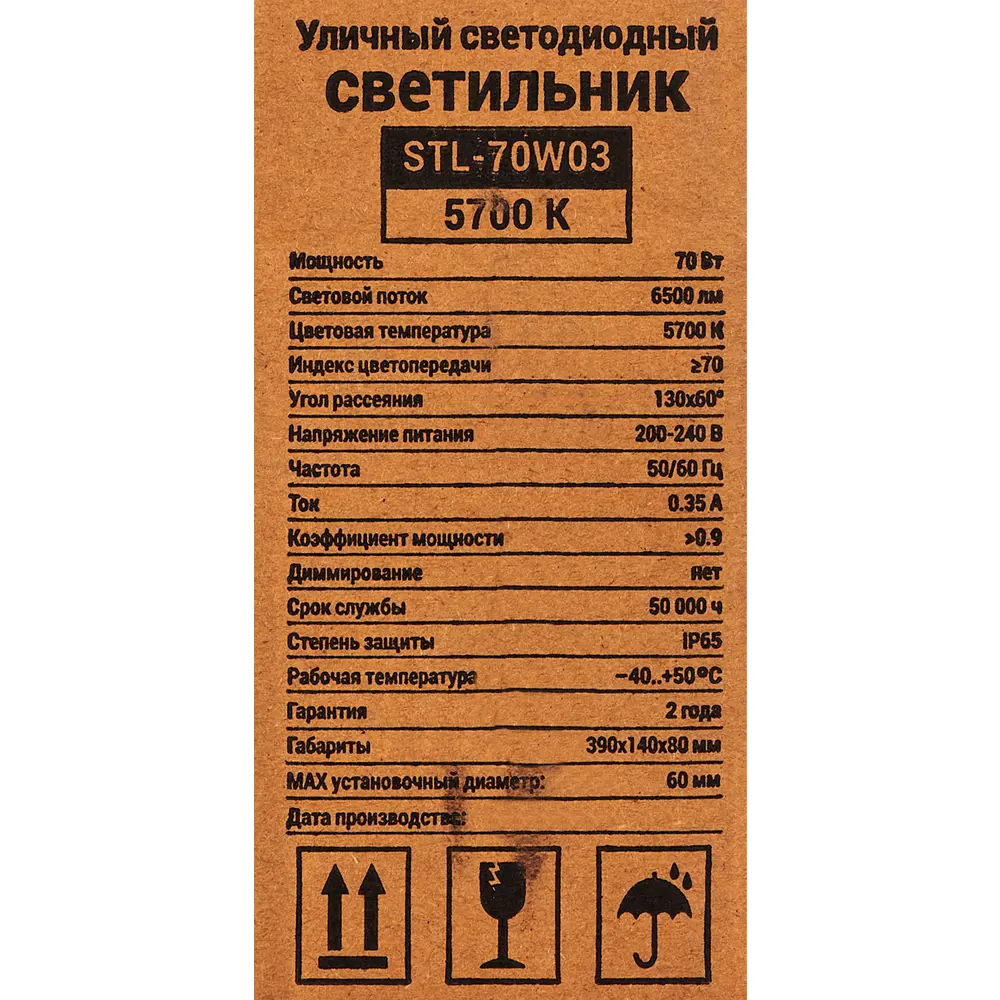 Уличный светодиодный
светильник
STL-70W03
5700 К
Мощность 70 Вт
Световой поток 6500 лм
Цветовая температура 5700 К
Индекс цветопередачи ≥70
Угол рассеяния 130х60°
Напряжение питания 200-240 В
Частота 50/60 Гц
Ток 0.35 А
Коэффициент мощности >0.9
Диммирование нет
Срок службы 50 000 ч
Степень защиты IP65
Рабочая температура −40..+50°С
Гарантия 2 года
Габариты 390х140х80 мм
MAX установочный диаметр: 60 мм
Дата производства: